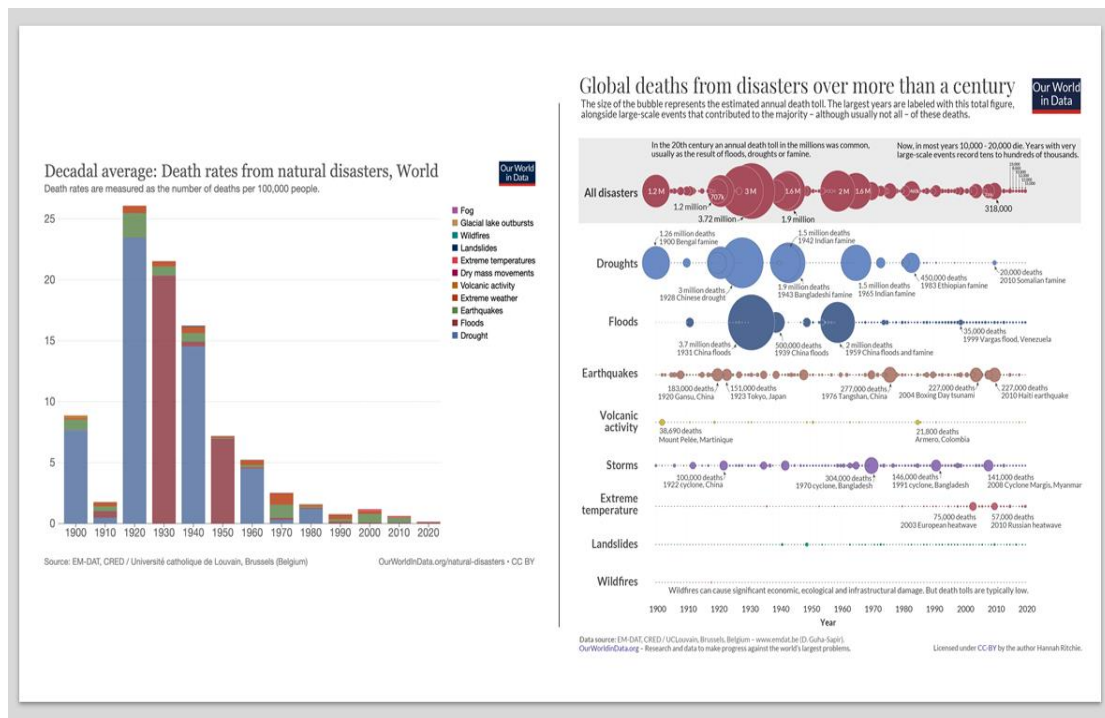 Decadal average: Death rates from natural disasters, World
Death rates are measured as the number of deaths per 100,000 people.
Our World
in Data
25
20
15
10
5
0
1900 1910 1920 1930 1940 1950 1960 1970 1980 1990 2000 2010 2020
Fog
Glacial lake outbursts
Wildfires
Landslides
Extreme temperatures
Dry mass movements
Volcanic activity
Extreme weather
Earthquakes
Floods
Drought
Source: EM-DAT, CRED / Université catholique de Louvain, Brussels (Belgium)
OurWorldInData.org/natural-disasters • CC BY
Global deaths from disasters over more than a century
The size of the bubble represents the estimated annual death toll. The largest years are labeled with this total figure,
alongside large-scale events that contributed to the majority – although usually not all – of these deaths.
Our World
in Data
In the 20th century an annual death toll in the millions was common,
usually as the result of floods, droughts or famine.
Now, in most years 10,000 - 20,000 die. Years with very
large-scale events record tens to hundreds of thousands.
All disasters
1.2 M
707k
3 M
1.6 M
2 M
1.6 M
1.2 million
3.72 million
1.9 million
318,000
Droughts
1.26 million deaths
1900 Bengal famine
3 million deaths
1928 Chinese drought
1.5 million deaths
1942 Indian famine
1.9 million deaths
1943 Bangladeshi famine
1.5 million deaths
1965 Indian famine
450,000 deaths
1983 Ethiopian famine
20,000 deaths
2010 Somalian famine
Floods
3.7 million deaths
1931 China floods
500,000 deaths
1939 China floods
2 million deaths
1959 China floods and famine
35,000 deaths
1999 Vargas flood, Venezuela
Earthquakes
183,000 deaths
1920 Gansu, China
151,000 deaths
1923 Tokyo, Japan
277,000 deaths
1976 Tangshan, China
227,000 deaths
2004 Boxing Day tsunami
227,000 deaths
2010 Haiti earthquake
Volcanic
activity
38,690 deaths
Mount Pelée, Martinique
21,800 deaths
Armero, Colombia
Storms
100,000 deaths
1922 cyclone, China
304,000 deaths
1970 cyclone, Bangladesh
146,000 deaths
1991 cyclone, Bangladesh
141,000 deaths
2008 Cyclone Margis, Myanmar
Extreme
temperature
75,000 deaths
2003 European heatwave
57,000 deaths
2010 Russian heatwave
Landslides
Wildfires
Wildfires can cause significant economic, ecological and infrastructural damage. But death tolls are typically low.
1900 1910 1920 1930 1940 1950 1960 1970 1980 1990 2000 2010 2020
Year
Data source: EM-DAT, CRED / UCLouvain, Brussels, Belgium – www.emdat.be (D. Guha-Sapir).
OurWorldinData.org – Research and data to make progress against the world's largest problems.
Licensed under CC-BY by the author Hannah Ritchie.